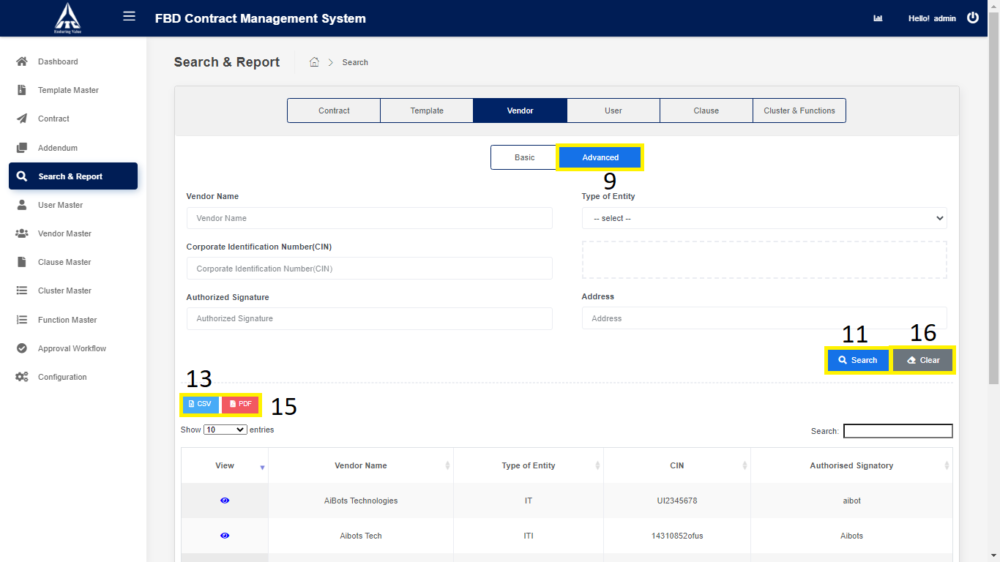 FBD Contract Management System
Hello! admin
Enduring Value
Dashboard
Template Master
Contract
Addendum
Search & Report
User Master
Vendor Master
Clause Master
Cluster Master
Function Master
Approval Workflow
Configuration
Search & Report
Search
Contract Template Vendor User Clause Cluster & Functions
Basic Advanced
9
Vendor Name Type of Entity
Vendor Name -- select --
Corporate Identification Number(CIN)
Corporate Identification Number(CIN)
Authorized Signature Address
Authorized Signature Address
11 16
Search Clear
13
CSV PDF 15
Show 10 entries Search:
View Vendor Name Type of Entity CIN Authorised Signatory
AiBots Technologies IT UI2345678 aibot
Aibots Tech ITI 14310852ofus Aibots